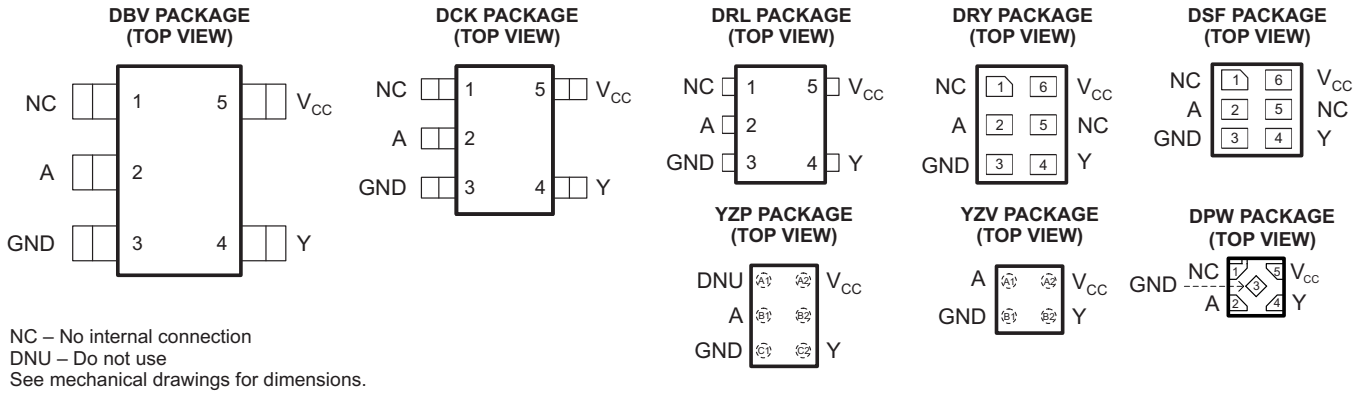 DBV PACKAGE
(TOP VIEW)
NC 1 5 VCC
A 2
GND 3 4 Y
DCK PACKAGE
(TOP VIEW)
NC 1 5 VCC
A 2
GND 3 4 Y
DRL PACKAGE
(TOP VIEW)
NC 1 5 VCC
A 2
GND 3 4 Y
DRY PACKAGE
(TOP VIEW)
NC 1 6 VCC
A 2 5 NC
GND 3 4 Y
DSF PACKAGE
(TOP VIEW)
NC 1 6 VCC
A 2 5 NC
GND 3 4 Y
YZP PACKAGE
(TOP VIEW)
DNU A1 A2 VCC
A B1 B2
GND C1 C2 Y
YZV PACKAGE
(TOP VIEW)
A A1 A2 VCC
GND B1 B2 Y
DPW PACKAGE
(TOP VIEW)
NC 1 5 VCC
GND 3
A 2 4 Y
NC – No internal connection
DNU – Do not use
See mechanical drawings for dimensions.